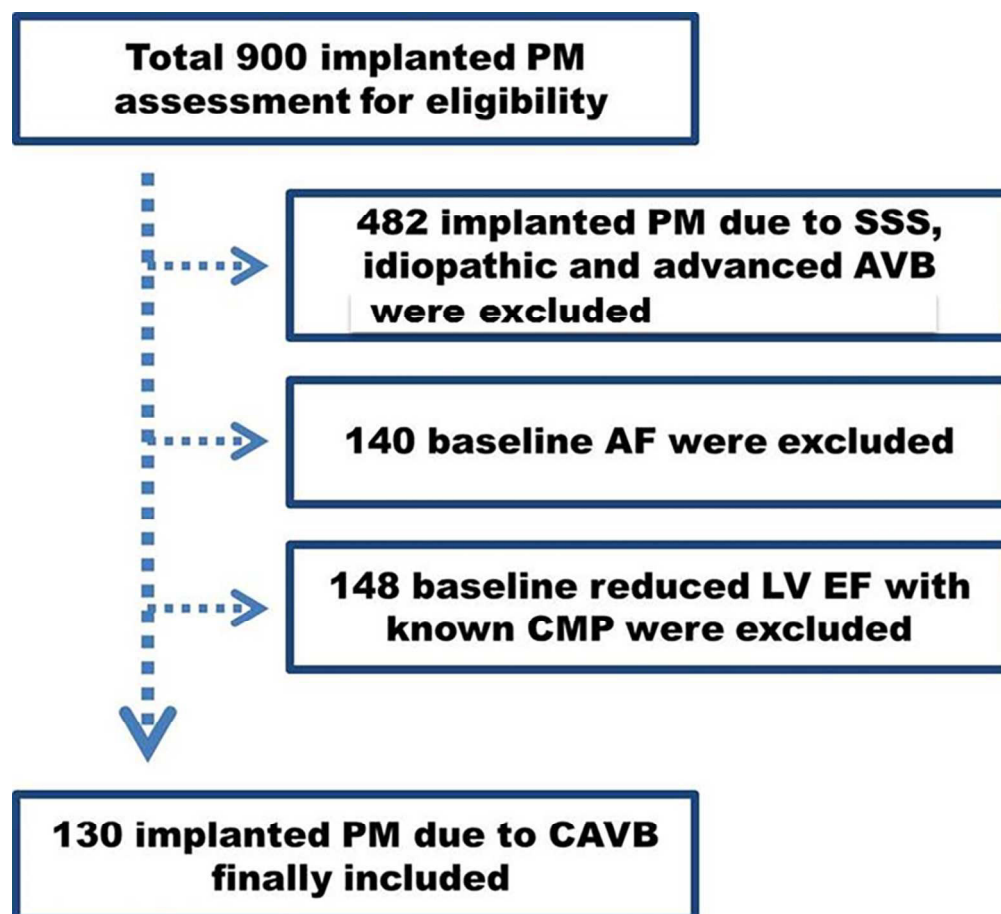 Total 900 implanted PM
assessment for eligibility
482 implanted PM due to SSS,
idiopathic and advanced AVB
were excluded
140 baseline AF were excluded
148 baseline reduced LV EF with
known CMP were excluded
130 implanted PM due to CAVB
finally included